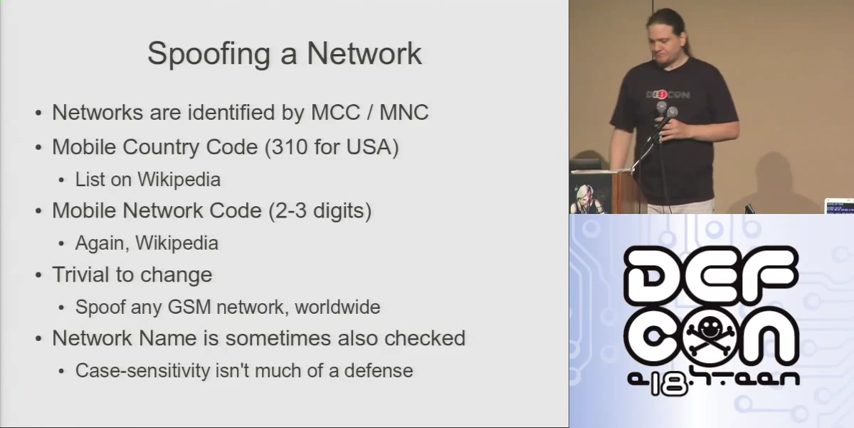 Spoofing a Network
• Networks are identified by MCC / MNC
• Mobile Country Code (310 for USA)
• List on Wikipedia
• Mobile Network Code (2-3 digits)
• Again, Wikipedia
• Trivial to change
• Spoof any GSM network, worldwide
• Network Name is sometimes also checked
• Case-sensitivity isn't much of a defense
DEFCON
DEF
CON
e18hteen